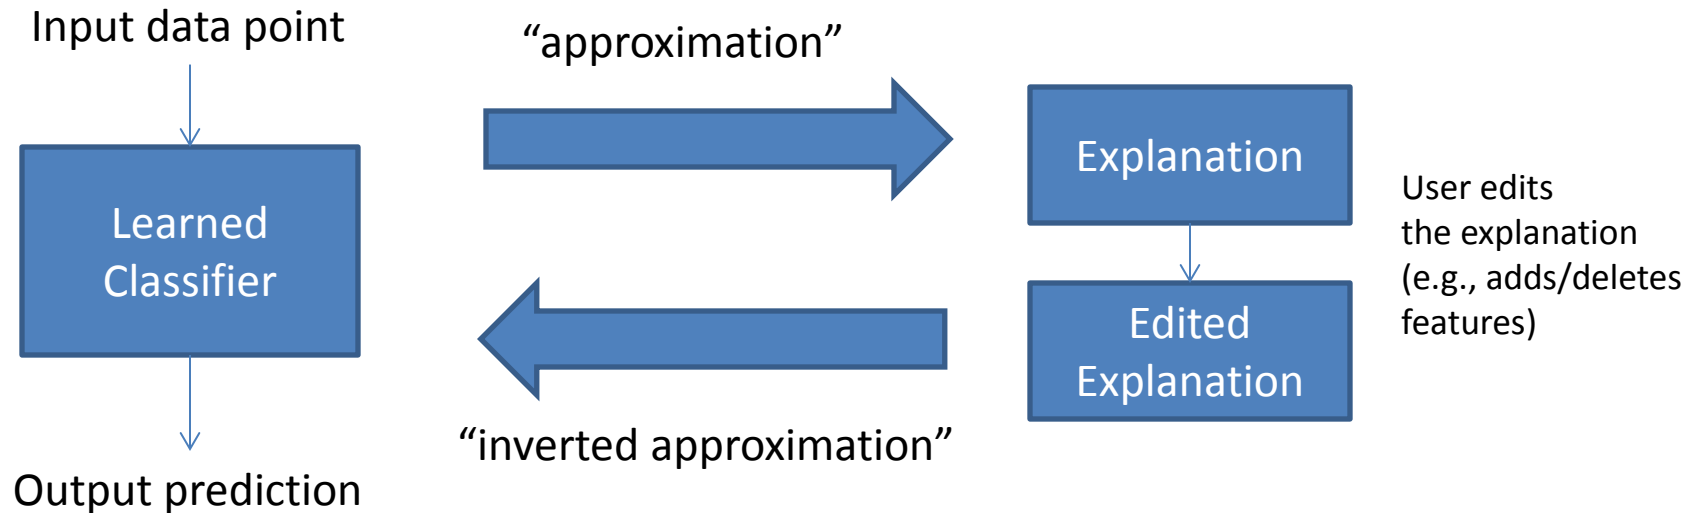 Input data point
“approximation”
Learned
Classifier
Explanation
User edits
the explanation
(e.g., adds/deletes
features)
Edited
Explanation
“inverted approximation”
Output prediction